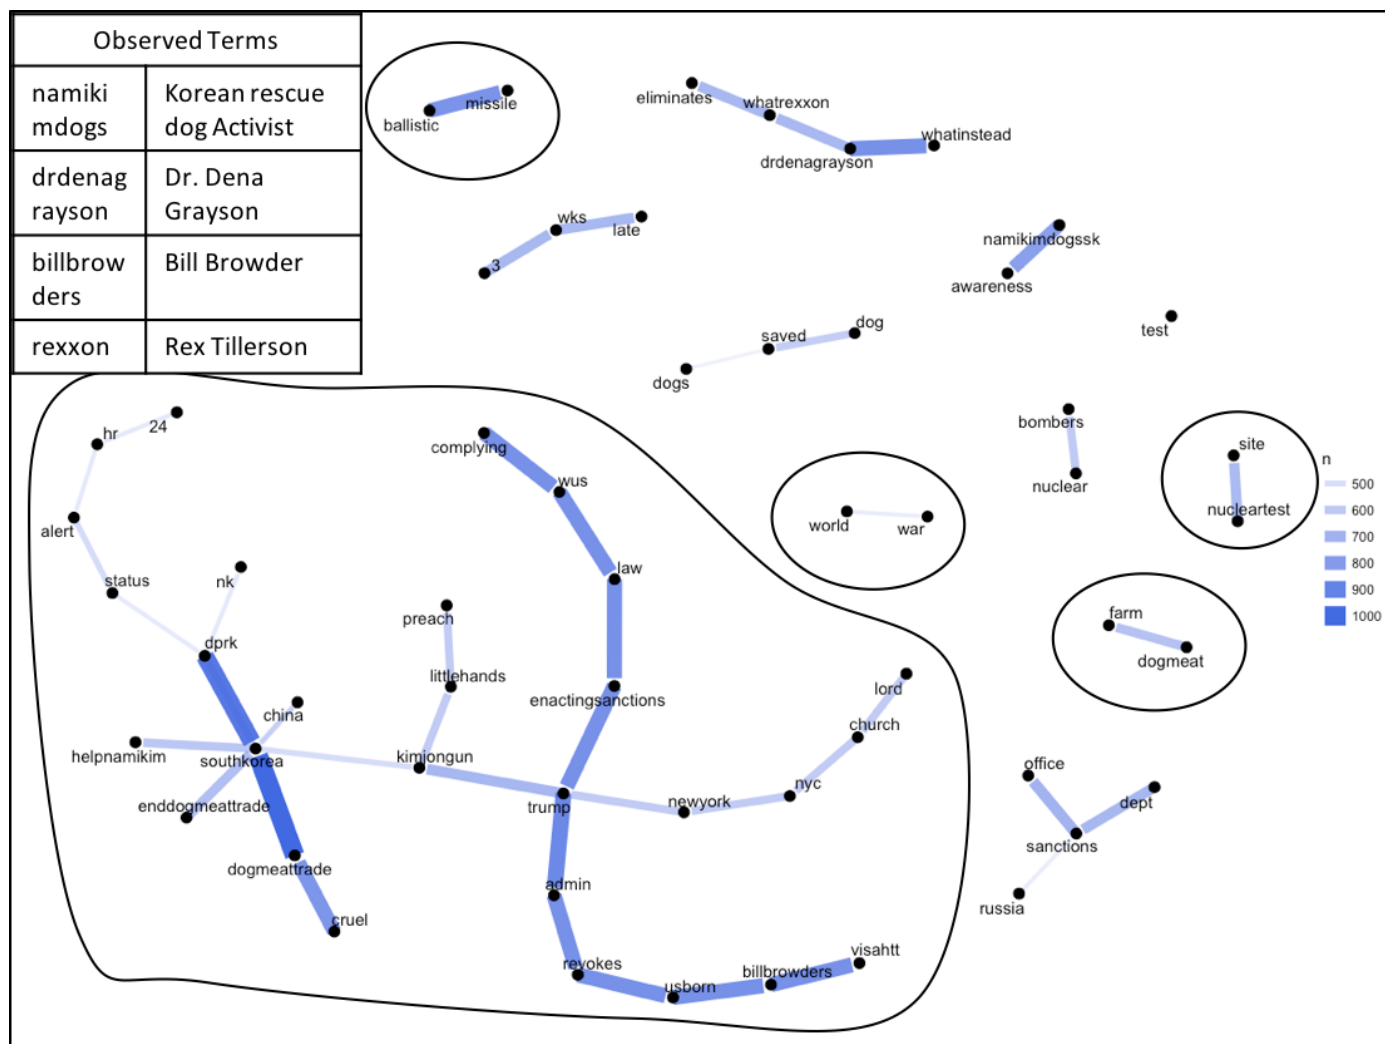 Observed Terms
namiki
mdogs
Korean rescue
dog Activist
drdenag
rayson
Dr. Dena
Grayson
billbrow
ders
Bill Browder
rexxon
Rex Tillerson
missile
ballistic
eliminates
whatrexxon
whatinstead
drdenagrayson
wks
late
3
namikimdogssk
awareness
test
dog
saved
dogs
hr
24
alert
status
nk
dprk
china
helpnamikim
southkorea
enddogmeattrade
dogmeattrade
cruel
complying
wus
law
preach
littlehands
enactingsanctions
kimjongun
trump
newyork
nyc
church
lord
admin
revokes
usborn
billbrowders
visahtt
world
war
bombers
nuclear
site
nucleartest
farm
dogmeat
office
dept
sanctions
russia
n
500
600
700
800
900
1000